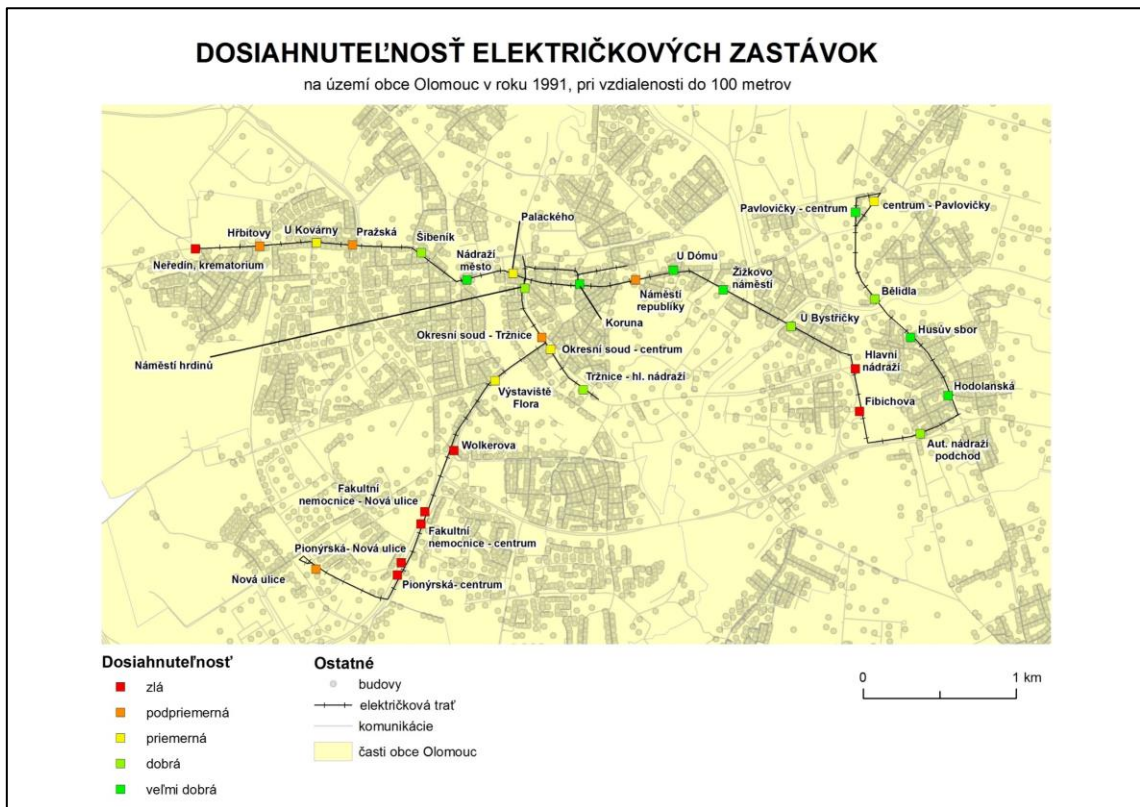 DOSIAHNUTEĽNOSŤ ELEKTRIČKOVÝCH ZASTÁVOK
na území obce Olomouc v roku 1991, pri vzdialenosti do 100 metrov
Pavlovičky - centrum
centrum - Pavlovičky
Palackého
Hřbitovy
U Kovárny
Pražská
Šibeník
Neředín, krematorium
Nádraží
město
U Dómu
Žižkovo
náměstí
Náměstí
republiky
Koruna
Bělidla
U Bystřičky
Husův sbor
Okresní soud - Tržnice
Okresní soud - centrum
Náměstí hrdinů
Hlavní
nádraží
Tržnice - hl. nádraží
Výstaviště
Flora
Hodolanská
Fibichova
Aut. nádraží
podchod
Wolkerova
Fakultní
nemocnice - Nová ulice
Fakultní
nemocnice - centrum
Pionýrská- Nová ulice
Nová ulice
Pionýrská- centrum
Dosiahnuteľnosť
zlá
podpriemerná
priemerná
dobrá
veľmi dobrá
Ostatné
budovy
električková trať
komunikácie
časti obce Olomouc
0 1 km